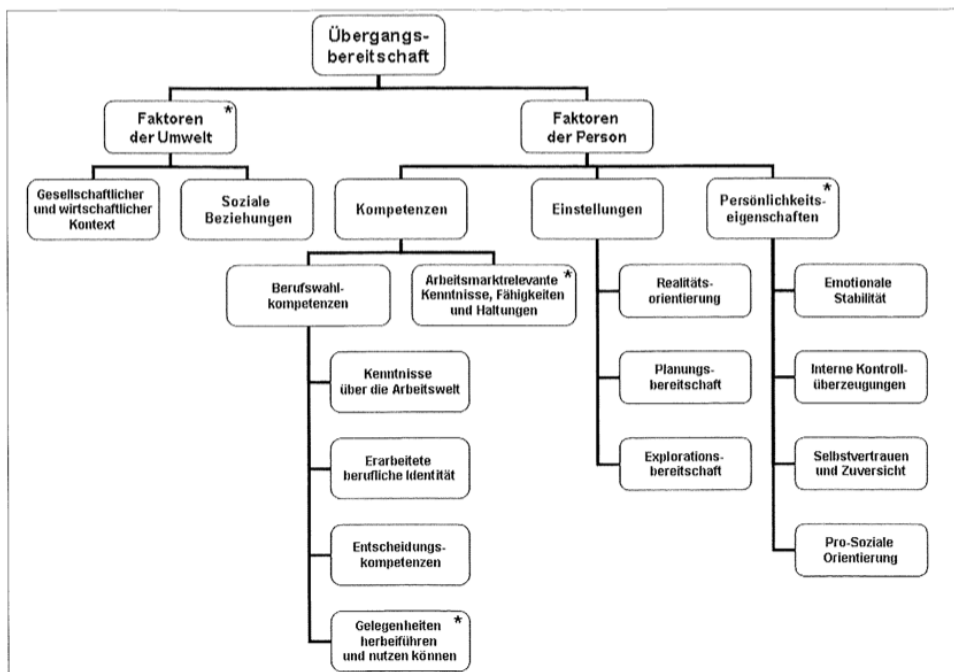 Übergangs-
bereitschaft
Faktoren *
der Umwelt
Faktoren
der Person
Gesellschaftlicher
und wirtschaftlicher
Kontext
Soziale
Beziehungen
Kompetenzen
Einstellungen
Persönlichkeits- *
eigenschaften
Berufswahl-
kompetenzen
Arbeitsmarktrelevante *
Kenntnisse, Fähigkeiten
und Haltungen
Realitäts-
orientierung
Emotionale
Stabilität
Kenntnisse
über die Arbeitswelt
Planungs-
bereitschaft
Interne Kontroll-
überzeugungen
Erarbeitete
berufliche Identität
Explorations-
bereitschaft
Selbstvertrauen
und Zuversicht
Entscheidungs-
kompetenzen
Pro-Soziale
Orientierung
Gelegenheiten *
herbeiführen
und nutzen können